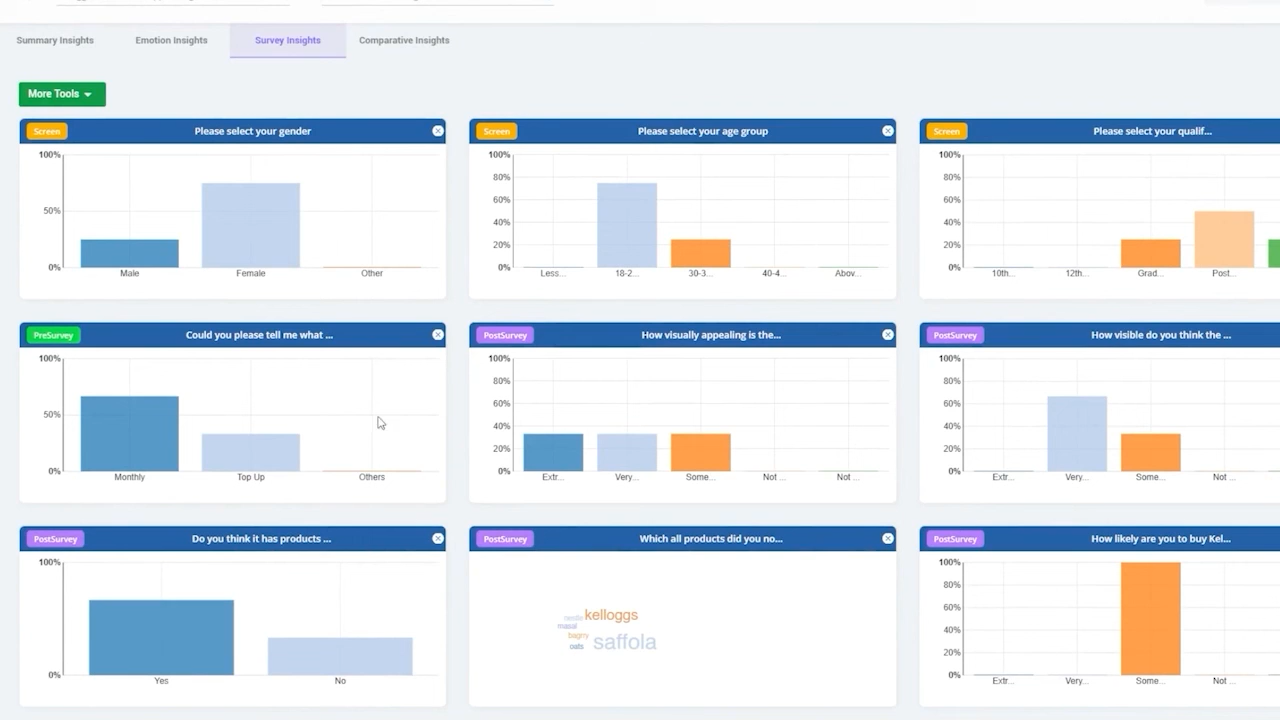 Summary Insights
Emotion Insights
Survey Insights
Comparative Insights
More Tools
Screen
Please select your gender
100%
50%
0%
Male
Female
Other
Screen
Please select your age group
100%
80%
60%
40%
20%
0%
Less...
18-2...
30-3...
40-4...
Abov...
Screen
Please select your qualif...
100%
80%
60%
40%
20%
0%
10th...
12th...
Grad...
Post...
PreSurvey
Could you please tell me what ...
100%
50%
0%
Monthly
Top Up
Others
PostSurvey
How visually appealing is the...
100%
80%
60%
40%
20%
0%
Extr...
Very...
Some...
Not ...
Not ...
PostSurvey
How visible do you think the ...
100%
80%
60%
40%
20%
0%
Extr...
Very...
Some...
Not ...
PostSurvey
Do you think it has products ...
100%
0%
Yes
No
PostSurvey
Which all products did you no...
kelloggs
bagrry
oats
saffola
PostSurvey
How likely are you to buy Kel...
100%
80%
60%
40%
20%
0%
Extr...
Very...
Some...
Not ...